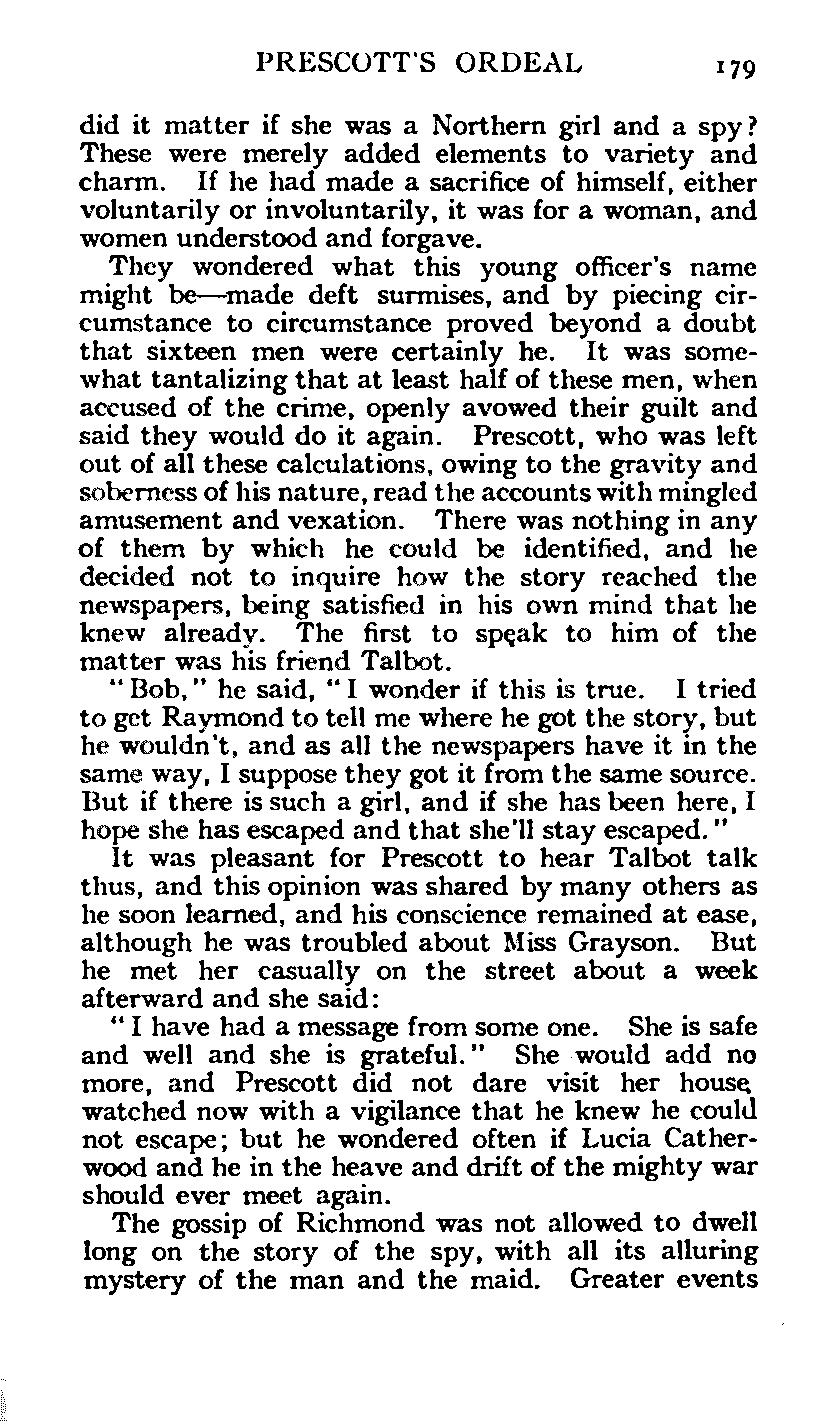 PRESCOTT'S ORDEAL 179
did it matter if she was a Northern girl and a spy?
These were merely added elements to variety and
charm. If he had made a sacrifice of himself, either
voluntarily or involuntarily, it was for a woman, and
women understood and forgave.
They wondered what this young officer's name
might be—made deft surmises, and by piecing cir-
cumstance to circumstance proved beyond a doubt
that sixteen men were certainly he. It was some-
what tantalizing that at least half of these men, when
accused of the crime, openly avowed their guilt and
said they would do it again. Prescott, who was left
out of all these calculations, owing to the gravity and
soberness of his nature, read the accounts with mingled
amusement and vexation. There was nothing in any
of them by which he could be identified, and he
decided not to inquire how the story reached the
newspapers, being satisfied in his own mind that he
knew already. The first to speak to him of the
matter was his friend Talbot.
"Bob," he said, "I wonder if this is true. I tried
to get Raymond to tell me where he got the story, but
he wouldn't, and as all the newspapers have it in the
same way, I suppose they got it from the same source.
But if there is such a girl, and if she has been here, I
hope she has escaped and that she'll stay escaped."
It was pleasant for Prescott to hear Talbot talk
thus, and this opinion was shared by many others as
he soon learned, and his conscience remained at ease,
although he was troubled about Miss Grayson. But
he met her casually on the street about a week
afterward and she said:
"I have had a message from some one. She is safe
and well and she is grateful." She would add no
more, and Prescott did not dare visit her house,
watched now with a vigilance that he knew he could
not escape; but he wondered often if Lucia Cather-
wood and he in the heave and drift of the mighty war
should ever meet again.
The gossip of Richmond was not allowed to dwell
long on the story of the spy, with all its alluring
mystery of the man and the maid. Greater events